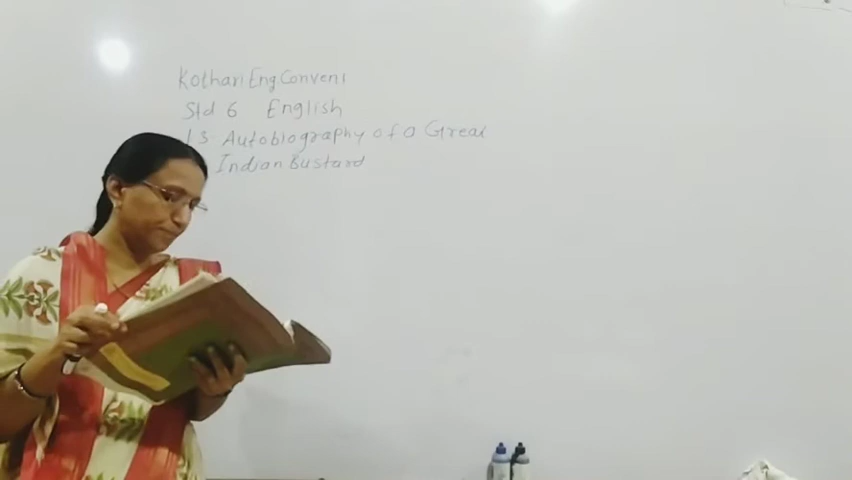 Kothari Eng Convent
Std 6 English
13. Autobiography of a Great
Indian Bustard